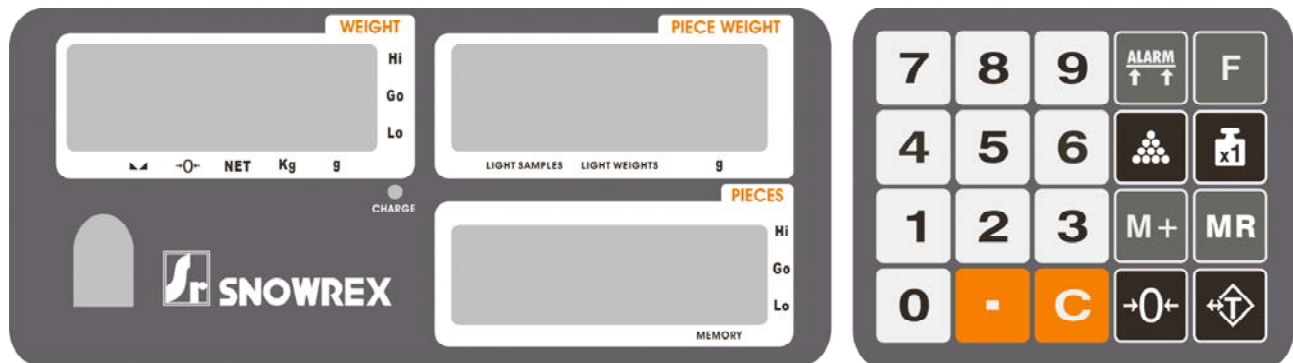 WEIGHT
Hi
Go
Lo
→0← NET Kg g
CHARGE
Sr SNOWREX
PIECE WEIGHT
LIGHT SAMPLES LIGHT WEIGHTS g
PIECES
Hi
Go
Lo
MEMORY
7 8 9 ALARM F
4 5 6 x1
1 2 3 M+ MR
0 . C →0← T